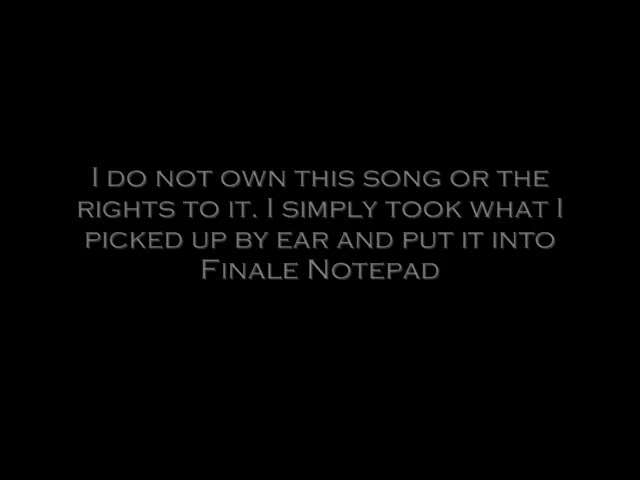 I DO NOT OWN THIS SONG OR THE
RIGHTS TO IT. I SIMPLY TOOK WHAT I
PICKED UP BY EAR AND PUT IT INTO
FINALE NOTEPAD